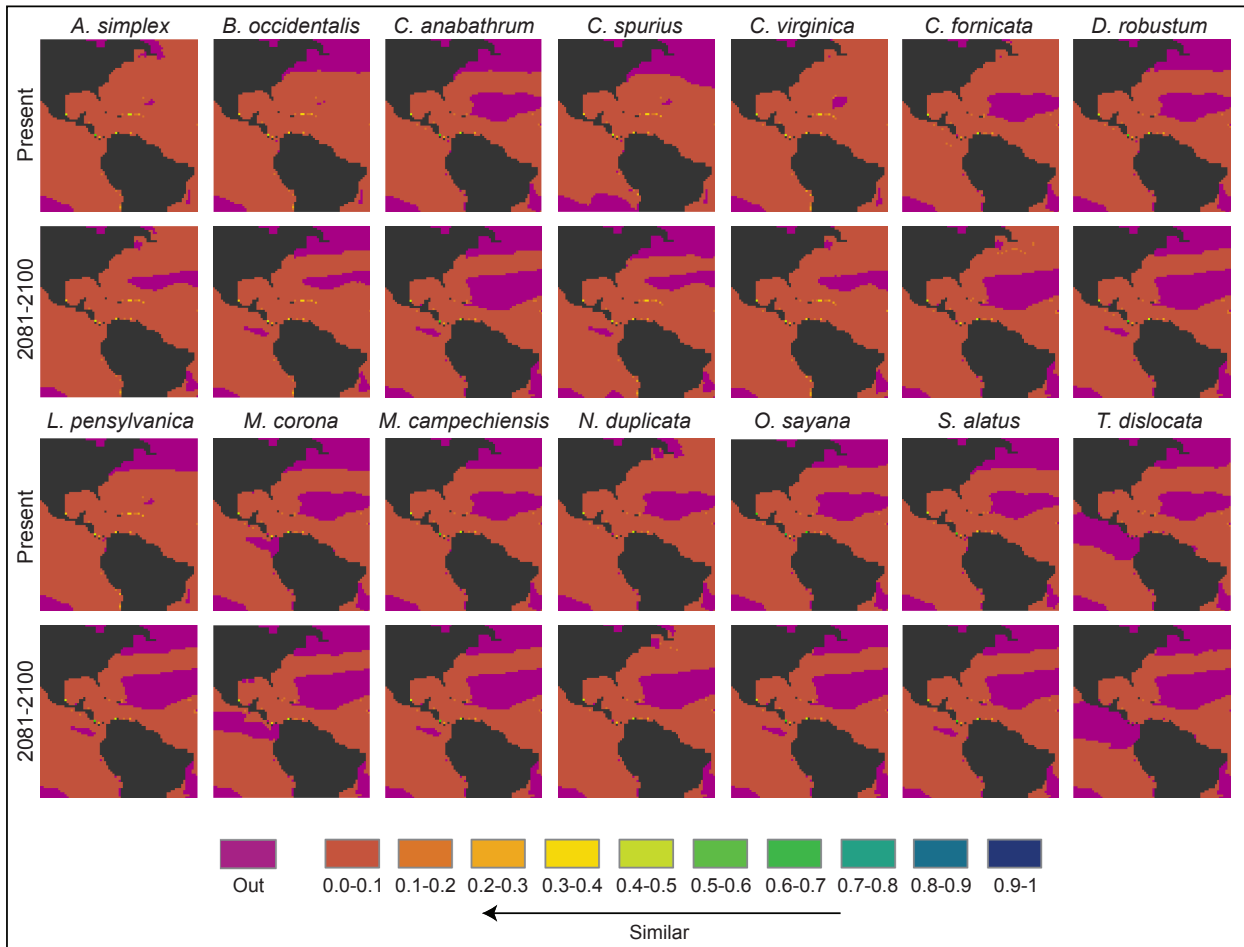 A. simplex B. occidentalis C. anabathrum C. spurius C. virginica C. fornicata D. robustum
Present
2081-2100
L. pensylvanica M. corona M. campechiensis N. duplicata O. sayana S. alatus T. dislocata
Present
2081-2100
Out 0.0-0.1 0.1-0.2 0.2-0.3 0.3-0.4 0.4-0.5 0.5-0.6 0.6-0.7 0.7-0.8 0.8-0.9 0.9-1
Similar